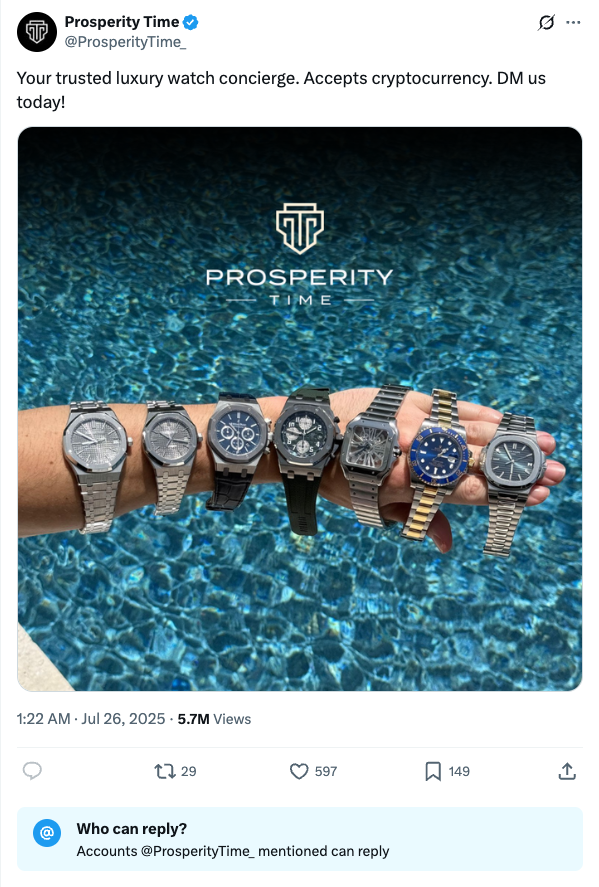 Prosperity Time
@ProsperityTime_
Your trusted luxury watch concierge. Accepts cryptocurrency. DM us
today!
PROSPERITY
TIME
1:22 AM · Jul 26, 2025 · 5.7M Views
29
597
149
@
Who can reply?
Accounts @ProsperityTime_ mentioned can reply